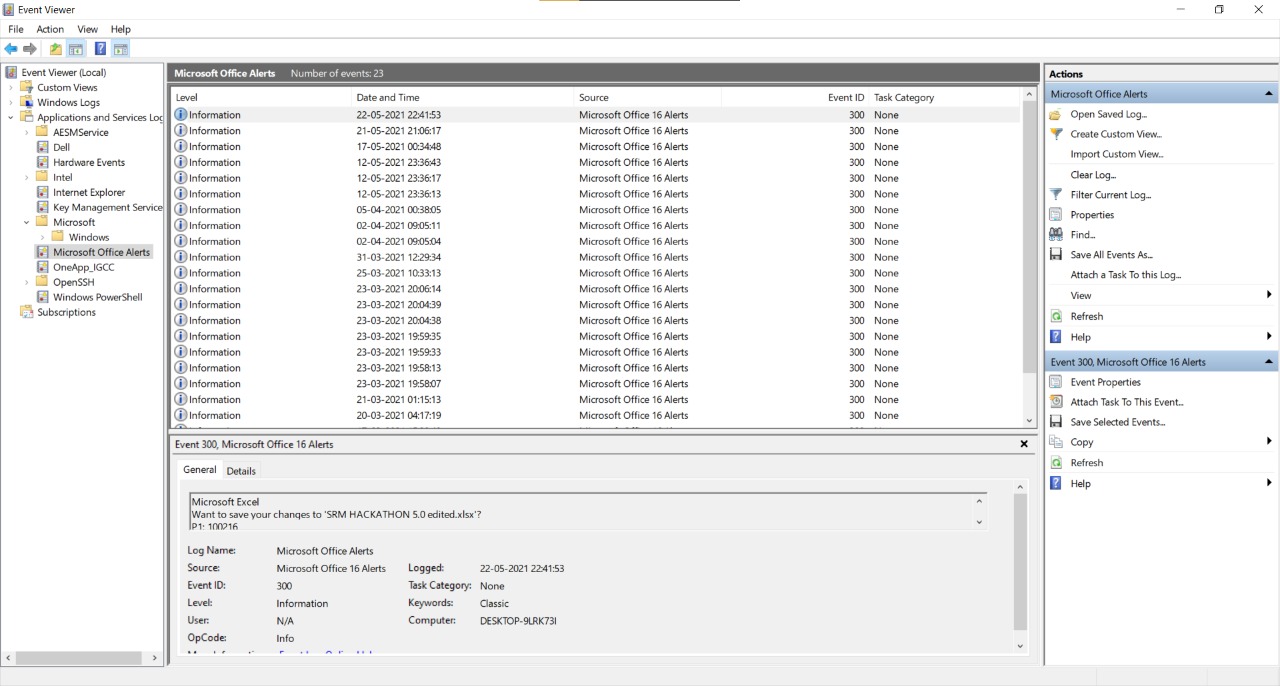 Event Viewer
File Action View Help
Event Viewer (Local)
Custom Views
Windows Logs
Applications and Services Log
AESMService
Dell
Hardware Events
Intel
Internet Explorer
Key Management Service
Microsoft
Windows
Microsoft Office Alerts
OneApp_IGCC
OpenSSH
Windows PowerShell
Subscriptions
Microsoft Office Alerts Number of events: 23
Level Date and Time Source Event ID Task Category
Information 22-05-2021 22:41:53 Microsoft Office 16 Alerts 300 None
Information 21-05-2021 21:06:17 Microsoft Office 16 Alerts 300 None
Information 17-05-2021 00:34:48 Microsoft Office 16 Alerts 300 None
Information 12-05-2021 23:36:43 Microsoft Office 16 Alerts 300 None
Information 12-05-2021 23:36:17 Microsoft Office 16 Alerts 300 None
Information 12-05-2021 23:36:13 Microsoft Office 16 Alerts 300 None
Information 05-04-2021 00:38:05 Microsoft Office 16 Alerts 300 None
Information 02-04-2021 09:05:11 Microsoft Office 16 Alerts 300 None
Information 02-04-2021 09:05:04 Microsoft Office 16 Alerts 300 None
Information 31-03-2021 12:29:34 Microsoft Office 16 Alerts 300 None
Information 25-03-2021 10:33:13 Microsoft Office 16 Alerts 300 None
Information 23-03-2021 20:06:14 Microsoft Office 16 Alerts 300 None
Information 23-03-2021 20:04:39 Microsoft Office 16 Alerts 300 None
Information 23-03-2021 20:04:38 Microsoft Office 16 Alerts 300 None
Information 23-03-2021 19:59:35 Microsoft Office 16 Alerts 300 None
Information 23-03-2021 19:59:33 Microsoft Office 16 Alerts 300 None
Information 23-03-2021 19:58:13 Microsoft Office 16 Alerts 300 None
Information 23-03-2021 19:58:07 Microsoft Office 16 Alerts 300 None
Information 21-03-2021 01:15:13 Microsoft Office 16 Alerts 300 None
Information 20-03-2021 04:17:19 Microsoft Office 16 Alerts 300 None
Event 300, Microsoft Office 16 Alerts
General Details
Microsoft Excel
Want to save your changes to 'SRM HACKATHON 5.0 edited.xlsx'?
P1: 100216
Log Name: Microsoft Office Alerts
Source: Microsoft Office 16 Alerts Logged: 22-05-2021 22:41:53
Event ID: 300 Task Category: None
Level: Information Keywords: Classic
User: N/A Computer: DESKTOP-9LRK73I
OpCode: Info
Actions
Microsoft Office Alerts
Open Saved Log...
Create Custom View...
Import Custom View...
Clear Log...
Filter Current Log...
Properties
Find...
Save All Events As...
Attach a Task To this Log...
View
Refresh
Help
Event 300, Microsoft Office 16 Alerts
Event Properties
Attach Task To This Event...
Save Selected Events...
Copy
Refresh
Help